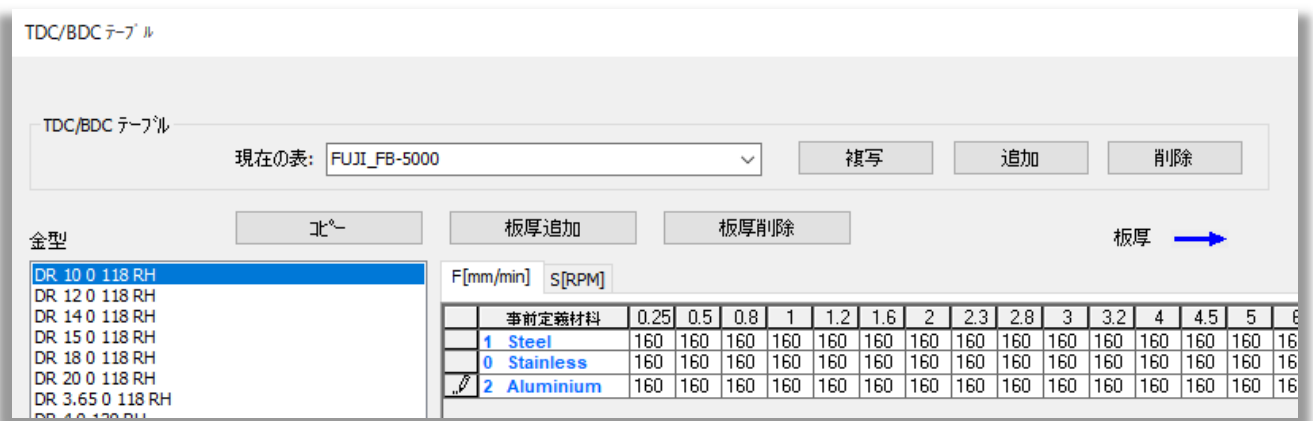 TDC/BDC ﾃｰﾌﾞﾙ
TDC/BDC ﾃｰﾌﾞﾙ
現在の表: FUJI_FB-5000 複写 追加 削除
金型 ｺﾋﾟｰ 板厚追加 板厚削除 板厚
DR 10 0 118 RH
DR 12 0 118 RH
DR 14 0 118 RH
DR 15 0 118 RH
DR 18 0 118 RH
DR 20 0 118 RH
DR 3.65 0 118 RH
F[mm/min] S[RPM]
事前定義材料 0.25 0.5 0.8 1 1.2 1.6 2 2.3 2.8 3 3.2 4 4.5 5
1 Steel 160 160 160 160 160 160 160 160 160 160 160 160 160 160 16
0 Stainless 160 160 160 160 160 160 160 160 160 160 160 160 160 160 16
2 Aluminium 160 160 160 160 160 160 160 160 160 160 160 160 160 160 16